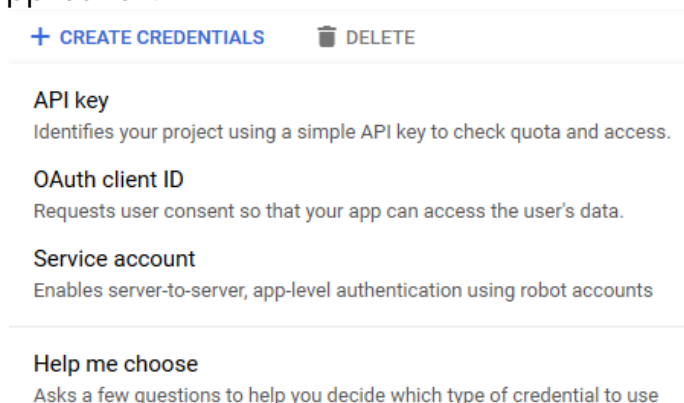 + CREATE CREDENTIALS DELETE
API key
Identifies your project using a simple API key to check quota and access.
OAuth client ID
Requests user consent so that your app can access the user's data.
Service account
Enables server-to-server, app-level authentication using robot accounts
Help me choose
Asks a few questions to help you decide which type of credential to use